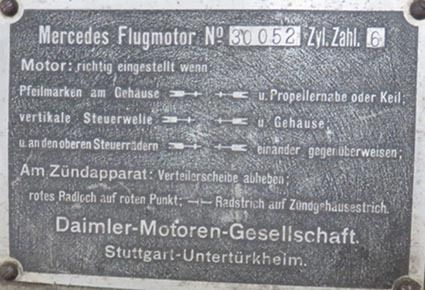 Mercedes Flugmotor No 30052 Zyl. Zahl. 6
Motor: richtig eingestellt wenn
Pfeilmarken am Gehäuse u. Propellernabe oder Keil;
vertikale Steuerwelle u. Gehäuse;
u. an den oberen Steuerrädern einander gegenüberweisen;
Am Zündapparat: Verteilerscheibe abheben;
rotes Radloch auf roten Punkt; Radstrich auf Zündgehäusestrich.
Daimler-Motoren-Gesellschaft.
Stuttgart-Untertürkheim.